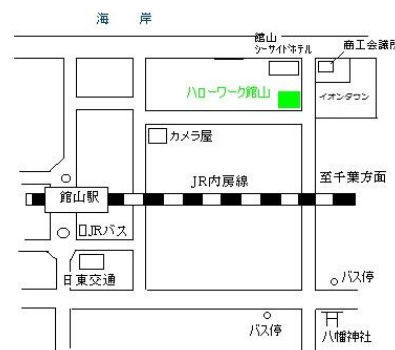 海　岸
館山
シーサイドホテル
商工会議所
ハローワーク館山
イオンタウン
カメラ屋
JR内房線
至千葉方面
館山駅
JRバス
日東交通
バス停
バス停
八幡神社